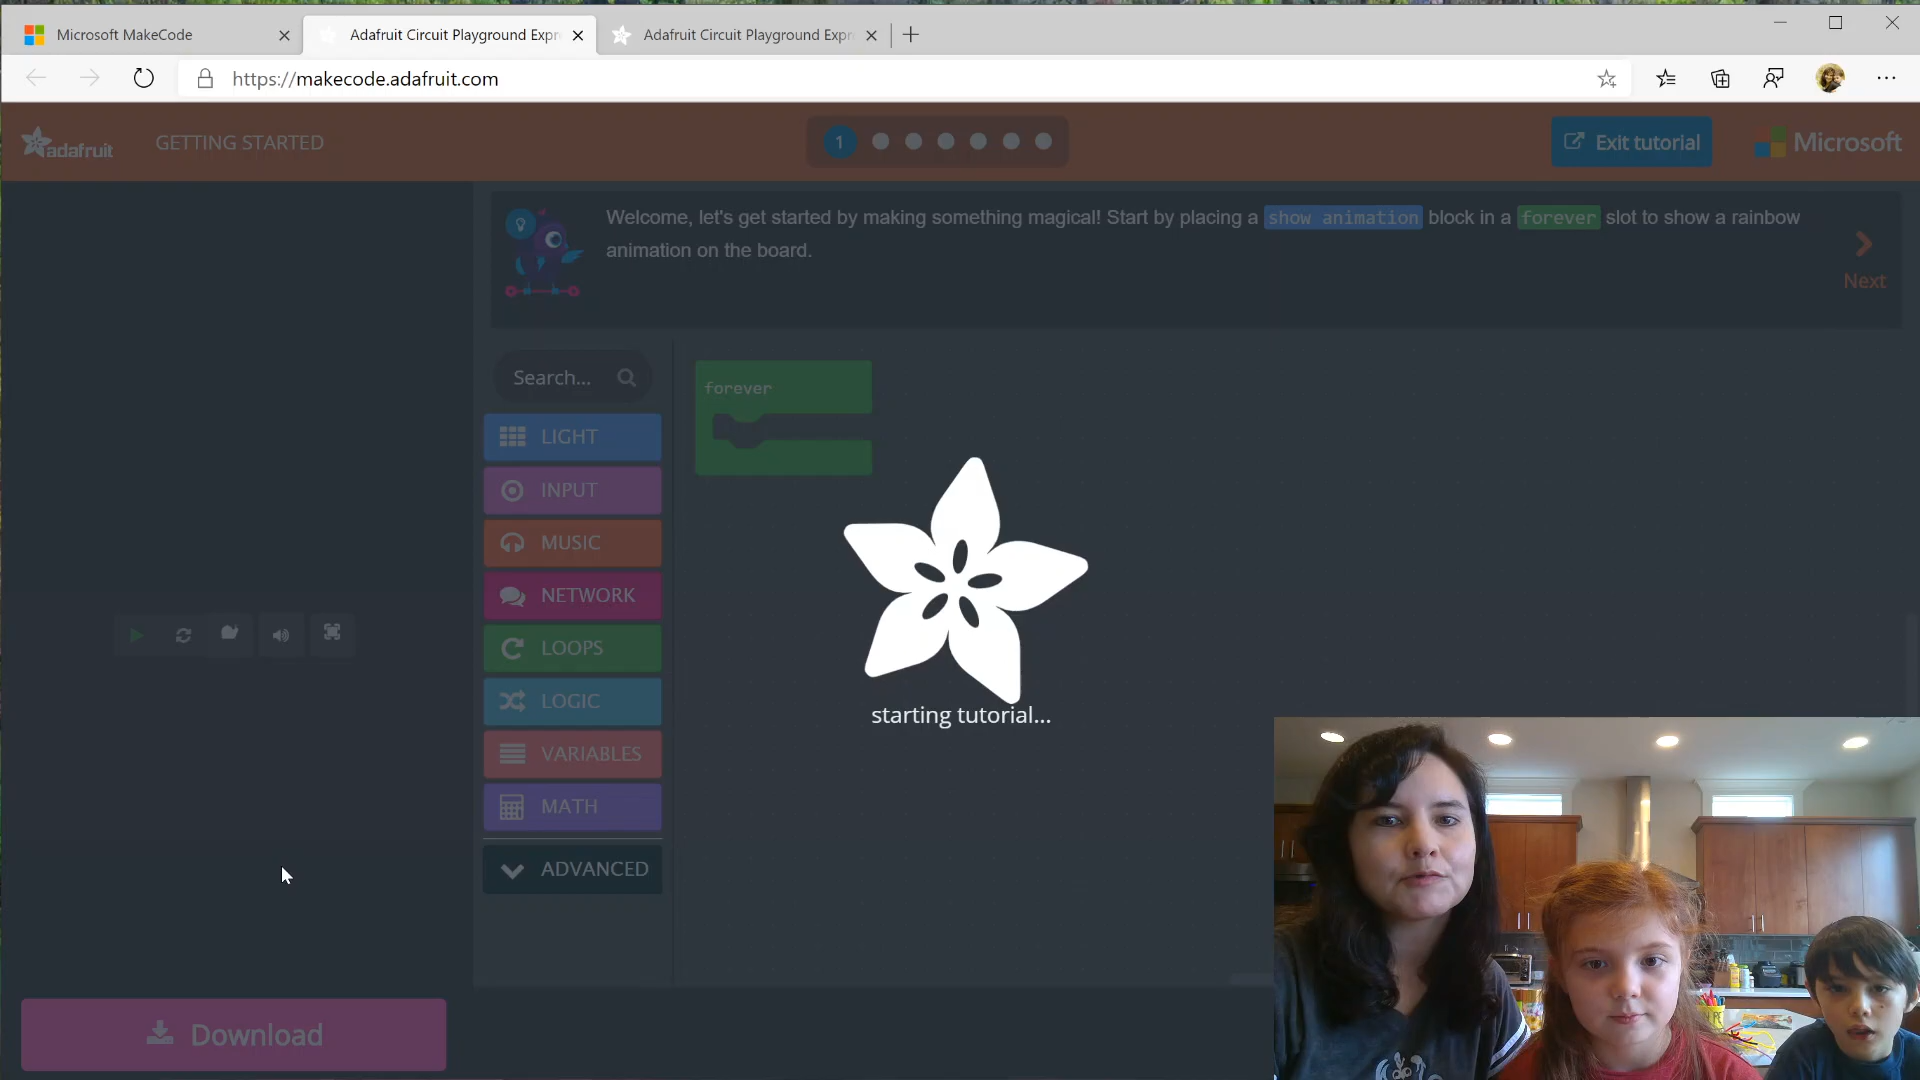 Microsoft MakeCode
Adafruit Circuit Playground Expr
Adafruit Circuit Playground Expr
https://makecode.adafruit.com
adafruit
GETTING STARTED
1
Exit tutorial
Microsoft
Welcome, let's get started by making something magical! Start by placing a show animation block in a forever slot to show a rainbow
animation on the board.
Next
Search...
forever
LIGHT
INPUT
MUSIC
NETWORK
LOOPS
LOGIC
VARIABLES
MATH
ADVANCED
starting tutorial...
Download